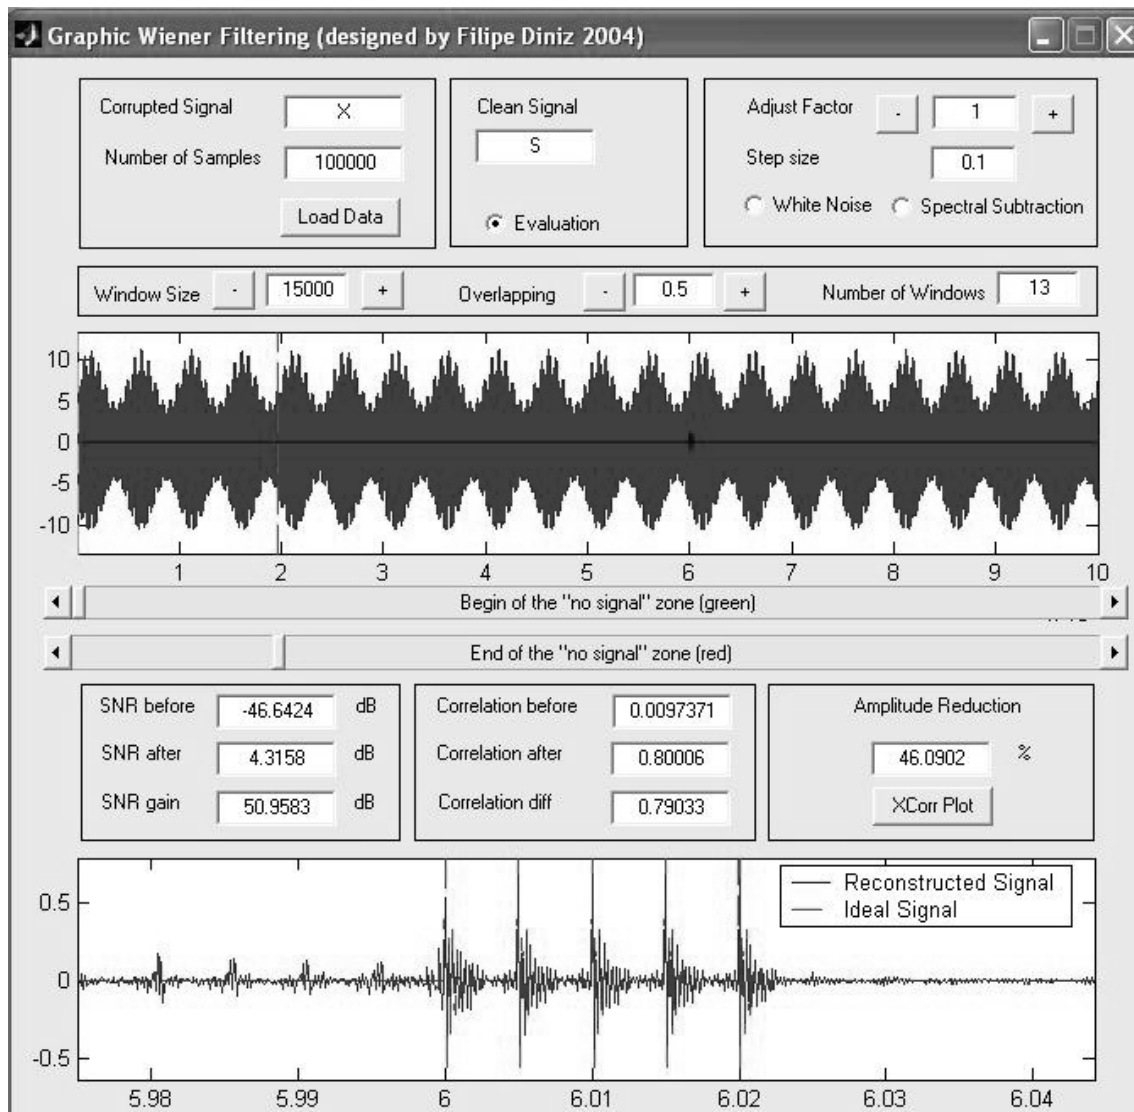 Graphic Wiener Filtering (designed by Filipe Diniz 2004)
Corrupted Signal X
Number of Samples 100000
Load Data
Clean Signal
S
Evaluation
Adjust Factor - 1 +
Step size 0.1
White Noise Spectral Subtraction
Window Size - 15000 + Overlapping - 0.5 + Number of Windows 13
10
5
0
-5
-10
1 2 3 4 5 6 7 8 9 10
Begin of the "no signal" zone (green)
End of the "no signal" zone (red)
SNR before -46.6424 dB
SNR after 4.3158 dB
SNR gain 50.9583 dB
Correlation before 0.0097371
Correlation after 0.80006
Correlation diff 0.79033
Amplitude Reduction
46.0902 %
XCorr Plot
Reconstructed Signal
Ideal Signal
0.5
0
-0.5
5.98 5.99 6 6.01 6.02 6.03 6.04